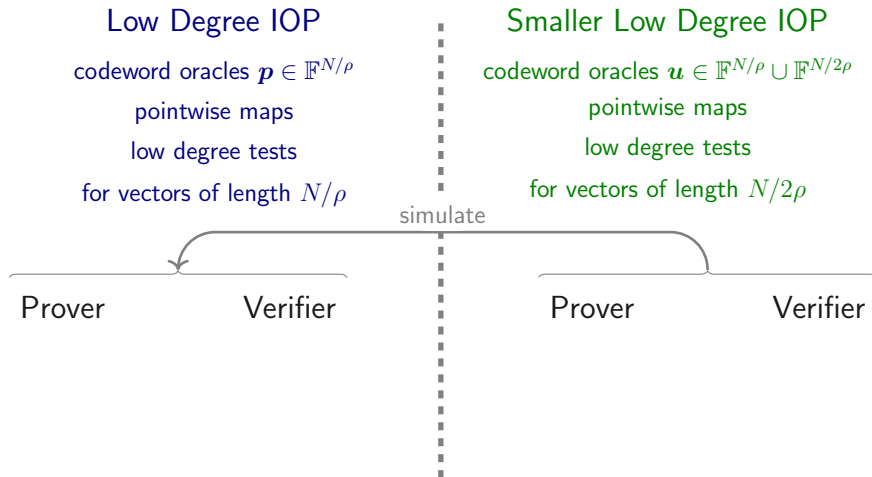 Low Degree IOP
codeword oracles p ∈ 𝔽^{N/ρ}
pointwise maps
low degree tests
for vectors of length N/ρ
Smaller Low Degree IOP
codeword oracles u ∈ 𝔽^{N/ρ} ∪ 𝔽^{N/2ρ}
pointwise maps
low degree tests
for vectors of length N/2ρ
simulate
Prover Verifier
Prover Verifier